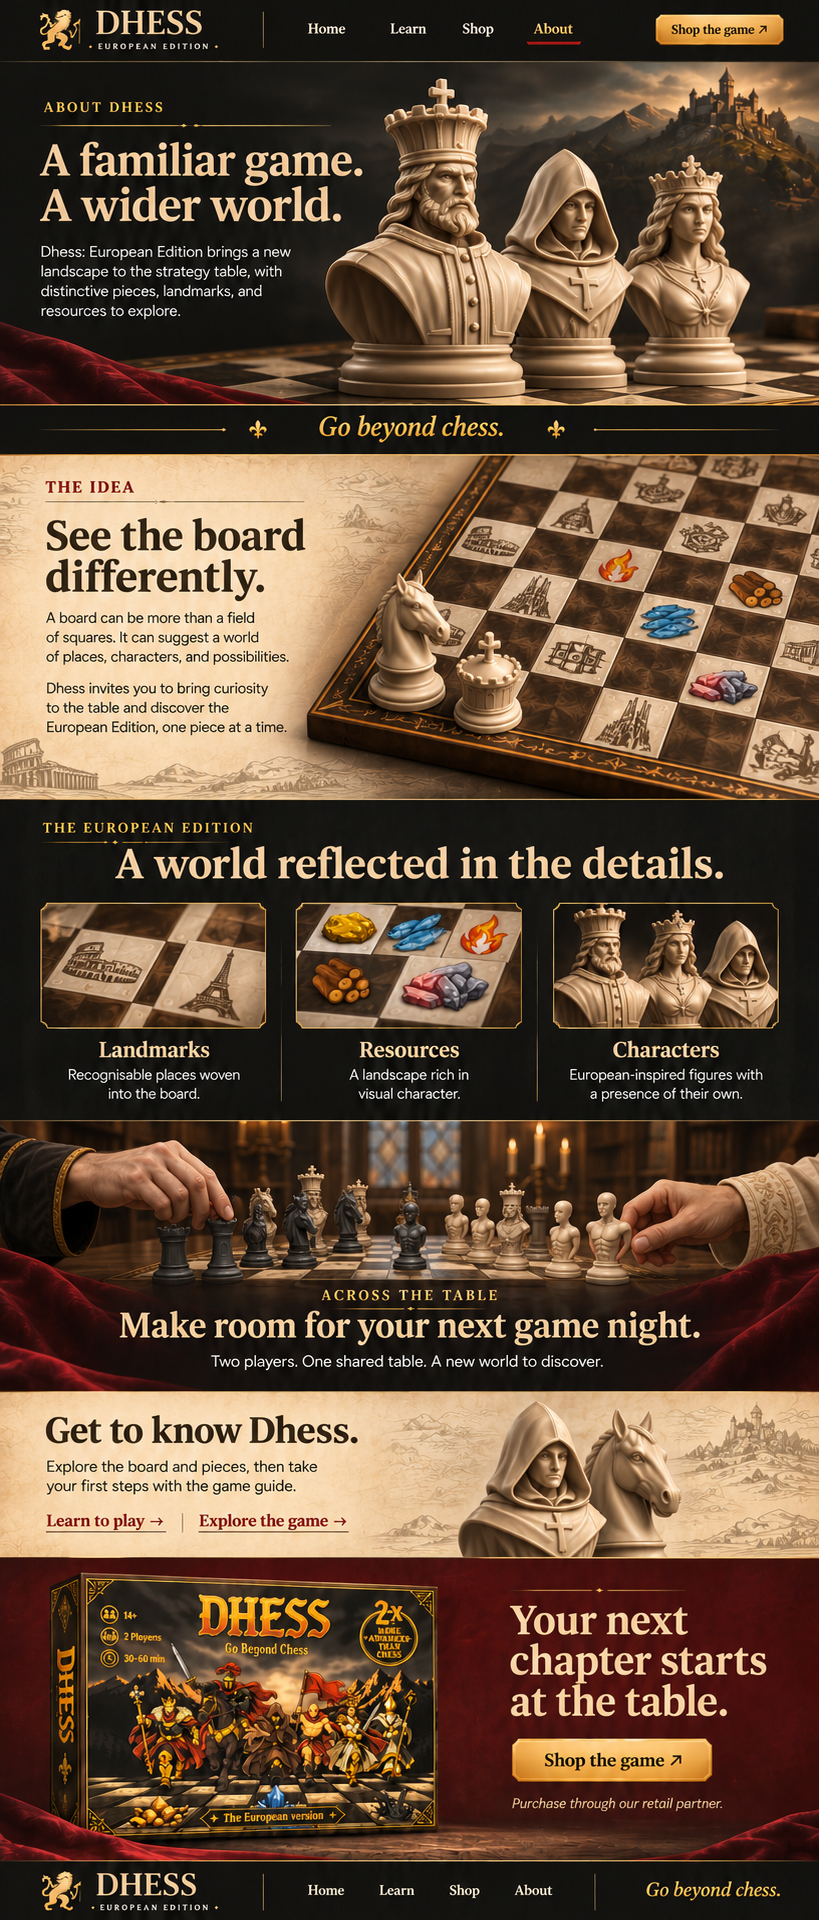 DHESS
EUROPEAN EDITION
Home
Learn
Shop
About
Shop the game ↗
ABOUT DHESS
A familiar game.
A wider world.
Dhess: European Edition brings a new
landscape to the strategy table, with
distinctive pieces, landmarks, and
resources to explore.
Go beyond chess.
THE IDEA
See the board
differently.
A board can be more than a field
of squares. It can suggest a world
of places, characters, and possibilities.
Dhess invites you to bring curiosity
to the table and discover the
European Edition, one piece at a time.
THE EUROPEAN EDITION
A world reflected in the details.
Landmarks
Recognisable places woven
into the board.
Resources
A landscape rich in
visual character.
Characters
European-inspired figures with
a presence of their own.
ACROSS THE TABLE
Make room for your next game night.
Two players. One shared table. A new world to discover.
Get to know Dhess.
Explore the board and pieces, then take
your first steps with the game guide.
Learn to play →
Explore the game →
DHESS
14+
2 Players
30-60 min
DHESS
Go Beyond Chess
2-X
MORE
ADVANCED
THAN
CHESS
The European version
Your next
chapter starts
at the table.
Shop the game ↗
Purchase through our retail partner.
DHESS
EUROPEAN EDITION
Home
Learn
Shop
About
Go beyond chess.